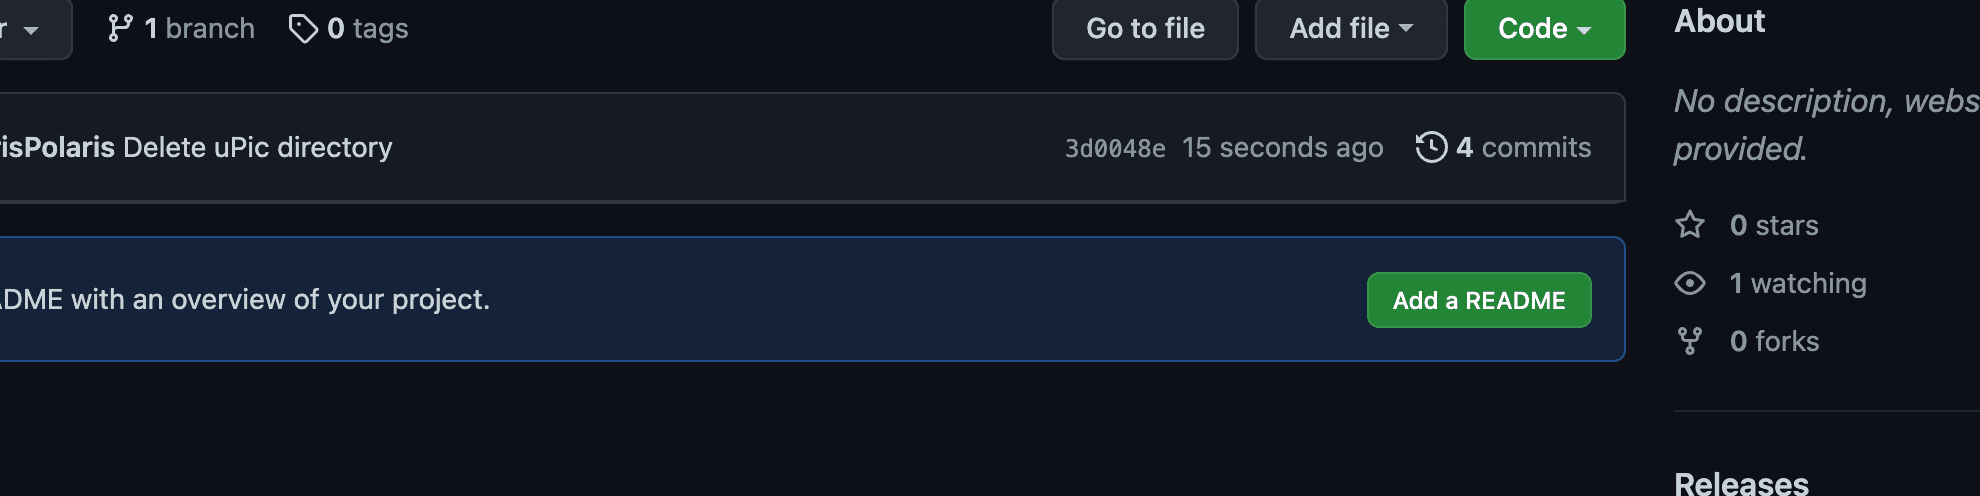 1 branch 0 tags Go to file Add file Code
About
No description, webs
provided.
isPolaris Delete uPic directory 3d0048e 15 seconds ago 4 commits
0 stars
1 watching
0 forks
DME with an overview of your project. Add a README
Releases